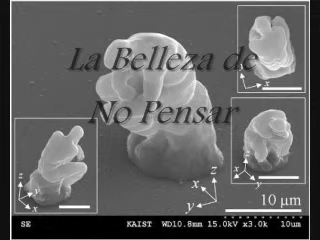 La Belleza de
No Pensar
x
y
z
y
x
z
x
y
z
x
y
10 µm
SE KAIST WD10.8mm 15.0kV x3.0k 10um